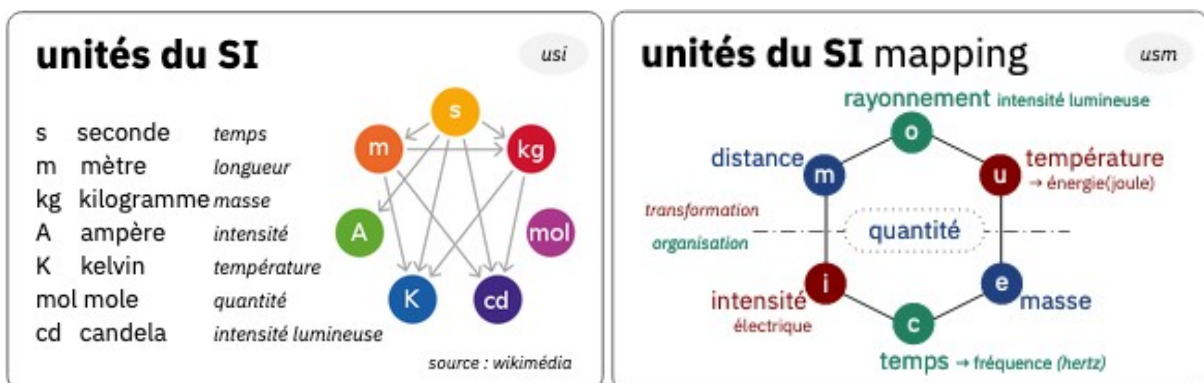 unités du SI
usi
s seconde temps
m mètre longueur
kg kilogramme masse
A ampère intensité
K kelvin température
mol mole quantité
cd candela intensité lumineuse
s
m
kg
A
mol
K
cd
source : wikimédia
unités du SI mapping
usm
rayonnement intensité lumineuse
o
distance
m
u
température
→ énergie(joule)
transformation
organisation
quantité
i
e
intensité
électrique
masse
c
temps → fréquence (hertz)